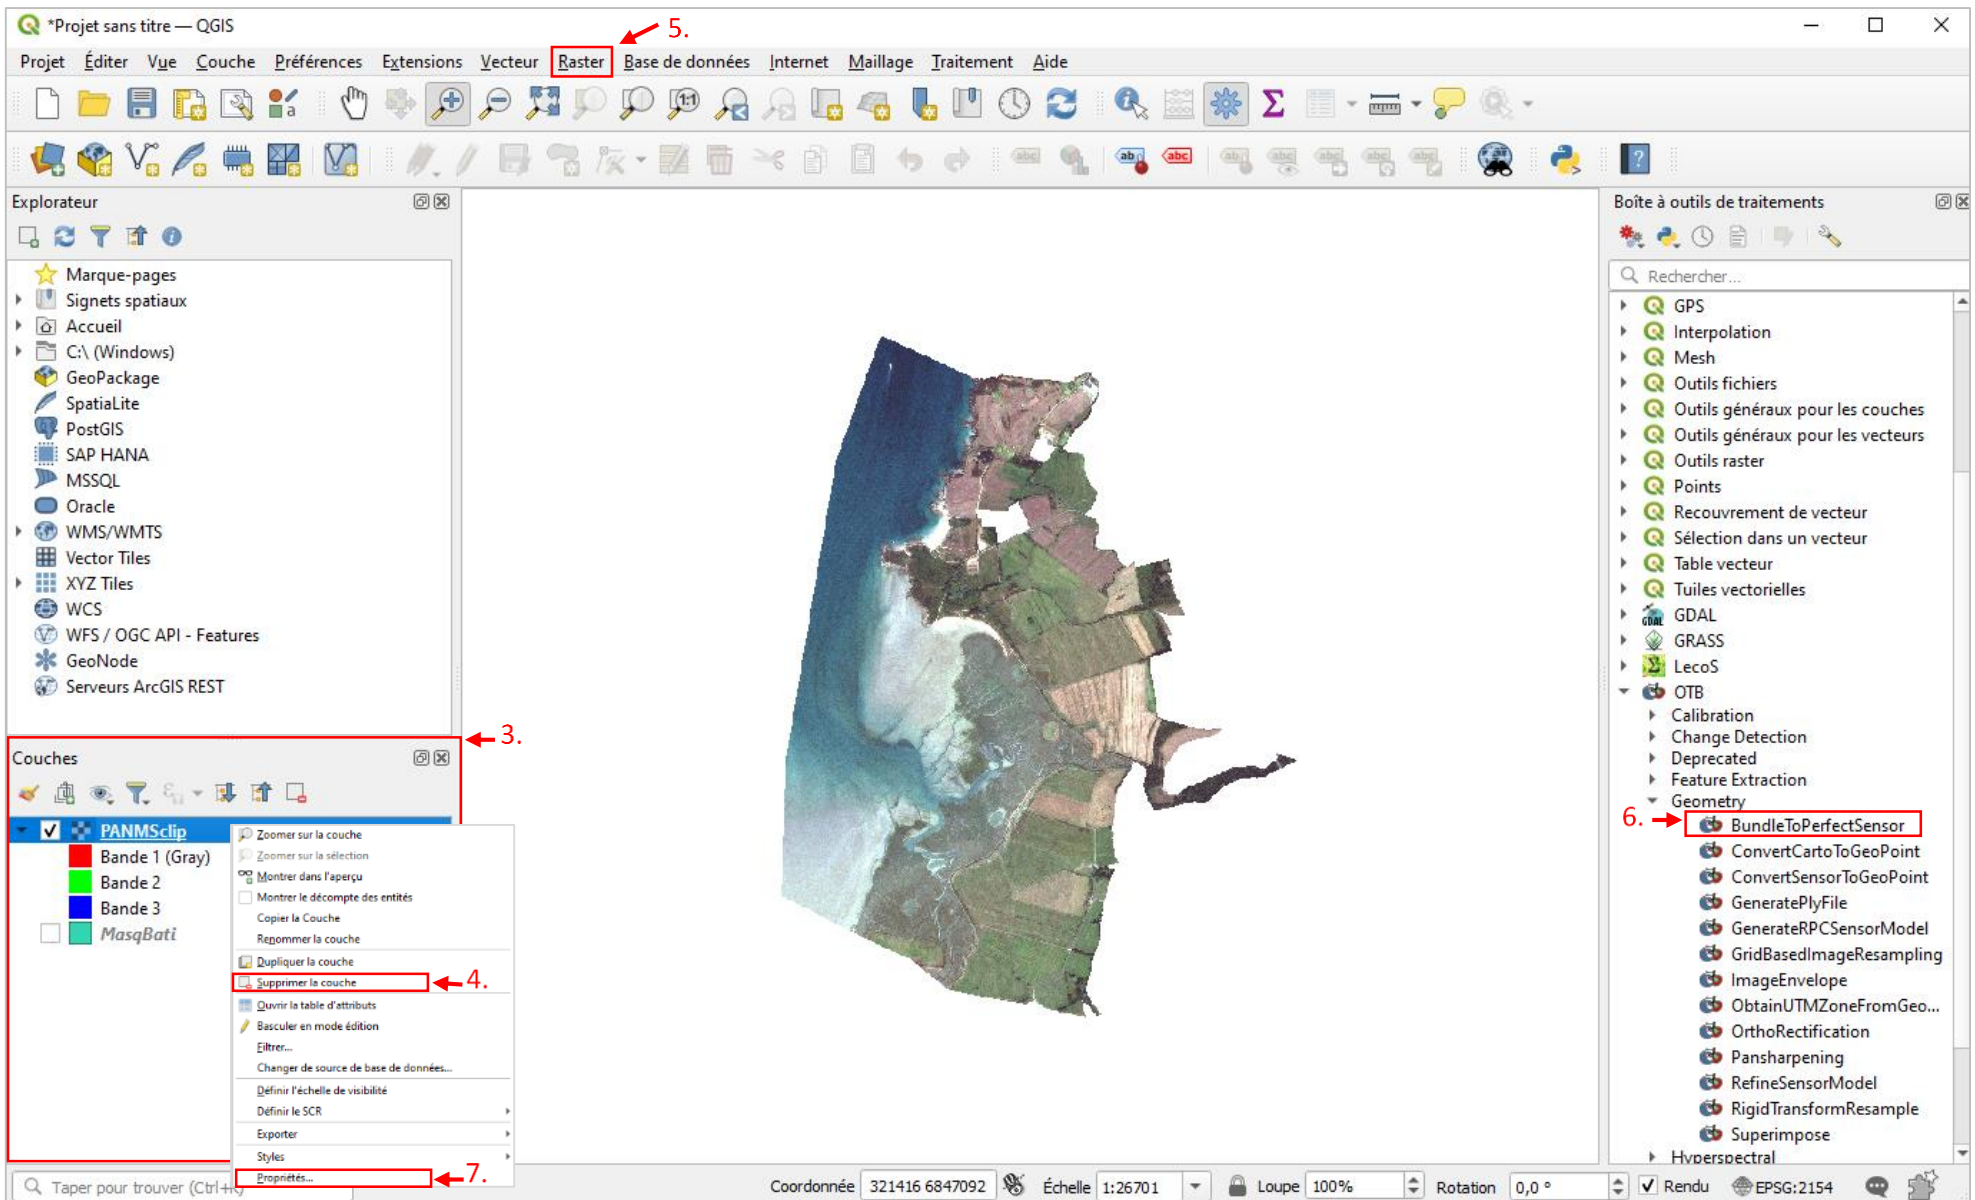 *Projet sans titre — QGIS
5.
Projet Éditer Vue Couche Préférences Extensions Vecteur Raster Base de données Internet Maillage Traitement Aide
Explorateur
Marque-pages
Signets spatiaux
Accueil
C:\ (Windows)
GeoPackage
SpatiaLite
PostGIS
SAP HANA
MSSQL
Oracle
WMS/WMTS
Vector Tiles
XYZ Tiles
WCS
WFS / OGC API - Features
GeoNode
Serveurs ArcGIS REST
3.
Couches
PANMSclip
Bande 1 (Gray)
Bande 2
Bande 3
MasqBati
Zoomer sur la couche
Zoomer sur la sélection
Montrer dans l'aperçu
Montrer le décompte des entités
Copier la Couche
Renommer la couche
Dupliquer la couche
Supprimer la couche
4.
Ouvrir la table d'attributs
Basculer en mode édition
Filtrer...
Changer de source de base de données...
Définir l'échelle de visibilité
Définir le SCR
Exporter
Styles
Propriétés...
7.
Boîte à outils de traitements
Rechercher...
GPS
Interpolation
Mesh
Outils fichiers
Outils généraux pour les couches
Outils généraux pour les vecteurs
Outils raster
Points
Recouvrement de vecteur
Sélection dans un vecteur
Table vecteur
Tuiles vectorielles
GDAL
GRASS
LecoS
OTB
Calibration
Change Detection
Deprecated
Feature Extraction
Geometry
6.
BundleToPerfectSensor
ConvertCartoToGeoPoint
ConvertSensorToGeoPoint
GeneratePlyFile
GenerateRPCSensorModel
GridBasedImageResampling
ImageEnvelope
ObtainUTMZoneFromGeo...
OrthoRectification
Pansharpening
RefineSensorModel
RigidTransformResample
Superimpose
Hyperspectral
Taper pour trouver (Ctrl+K)
Coordonnée 321416 6847092 Échelle 1:26701 Loupe 100% Rotation 0,0 ° Rendu EPSG:2154